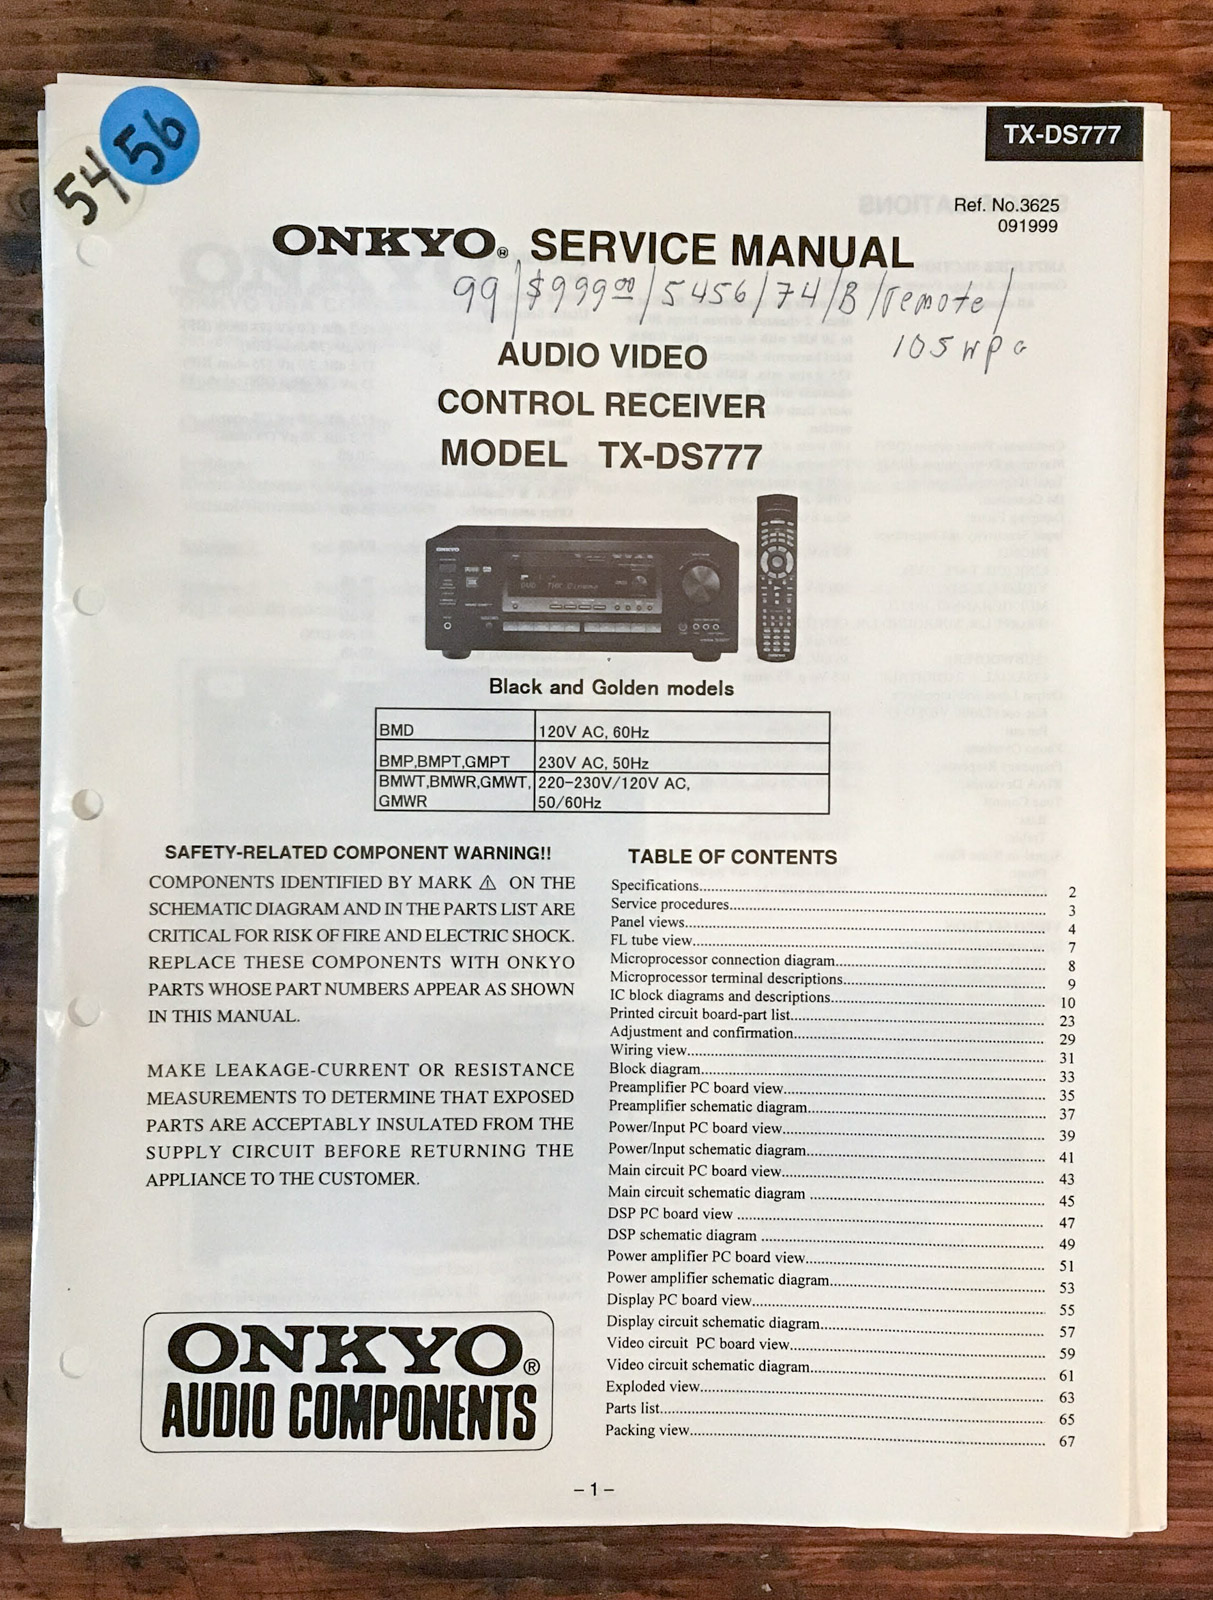 54 56
TX-DS777
Ref. No.3625
091999
ONKYO® SERVICE MANUAL
99/$999.00/5456/74/B/remote/
105wpc
AUDIO VIDEO
CONTROL RECEIVER
MODEL TX-DS777
ONKYO
Black and Golden models
BMD 120V AC, 60Hz
BMP,BMPT,GMPT 230V AC, 50Hz
BMWT,BMWR,GMWT, 220-230V/120V AC,
GMWR 50/60Hz
SAFETY-RELATED COMPONENT WARNING!!
COMPONENTS IDENTIFIED BY MARK ⚠ ON THE
SCHEMATIC DIAGRAM AND IN THE PARTS LIST ARE
CRITICAL FOR RISK OF FIRE AND ELECTRIC SHOCK.
REPLACE THESE COMPONENTS WITH ONKYO
PARTS WHOSE PART NUMBERS APPEAR AS SHOWN
IN THIS MANUAL.
MAKE LEAKAGE-CURRENT OR RESISTANCE
MEASUREMENTS TO DETERMINE THAT EXPOSED
PARTS ARE ACCEPTABLY INSULATED FROM THE
SUPPLY CIRCUIT BEFORE RETURNING THE
APPLIANCE TO THE CUSTOMER.
TABLE OF CONTENTS
Specifications... 2
Service procedures... 3
Panel views... 4
FL tube view... 7
Microprocessor connection diagram... 8
Microprocessor terminal descriptions... 9
IC block diagrams and descriptions... 10
Printed circuit board-part list... 23
Adjustment and confirmation... 29
Wiring view... 31
Block diagram... 33
Preamplifier PC board view... 35
Preamplifier schematic diagram... 37
Power/Input PC board view... 39
Power/Input schematic diagram... 41
Main circuit PC board view... 43
Main circuit schematic diagram ... 45
DSP PC board view ... 47
DSP schematic diagram ... 49
Power amplifier PC board view... 51
Power amplifier schematic diagram... 53
Display PC board view... 55
Display circuit schematic diagram... 57
Video circuit PC board view... 59
Video circuit schematic diagram... 61
Exploded view... 63
Parts list... 65
Packing view... 67
ONKYO®
AUDIO COMPONENTS
– 1 –